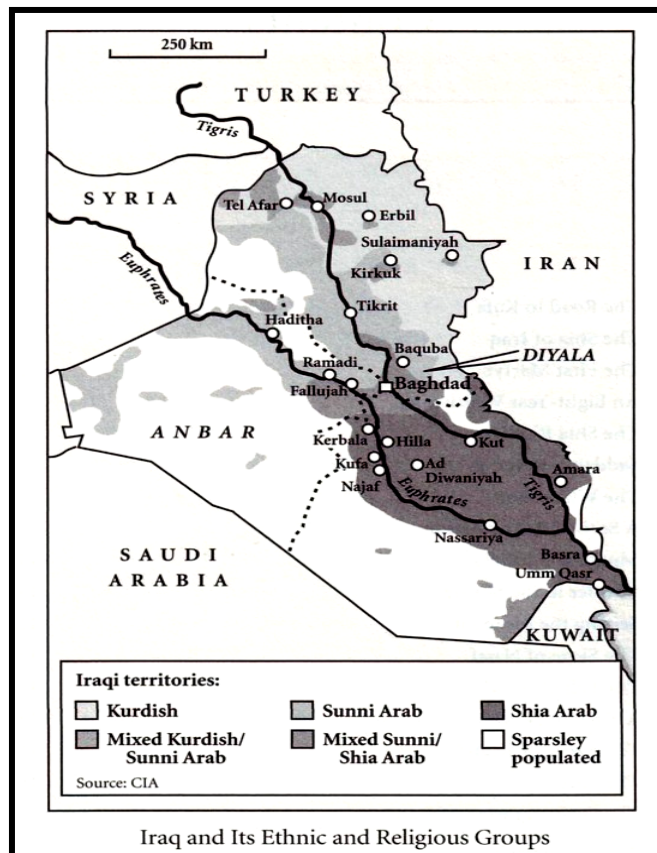 250 km
TURKEY
Tigris
SYRIA
Tel Afar
Mosul
Erbil
Sulaimaniyah
Kirkuk
IRAN
Euphrates
Tikrit
Haditha
Baquba
DIYALA
Ramadi
Baghdad
Fallujah
ANBAR
Kerbala
Hilla
Kut
Kufa
Ad
Diwaniyah
Amara
Najaf
Euphrates
Tigris
Nassariya
SAUDI
ARABIA
Basra
Umm Qasr
KUWAIT
Iraqi territories:
Kurdish
Sunni Arab
Shia Arab
Mixed Kurdish/
Sunni Arab
Mixed Sunni/
Shia Arab
Sparsley
populated
Source: CIA
Iraq and Its Ethnic and Religious Groups